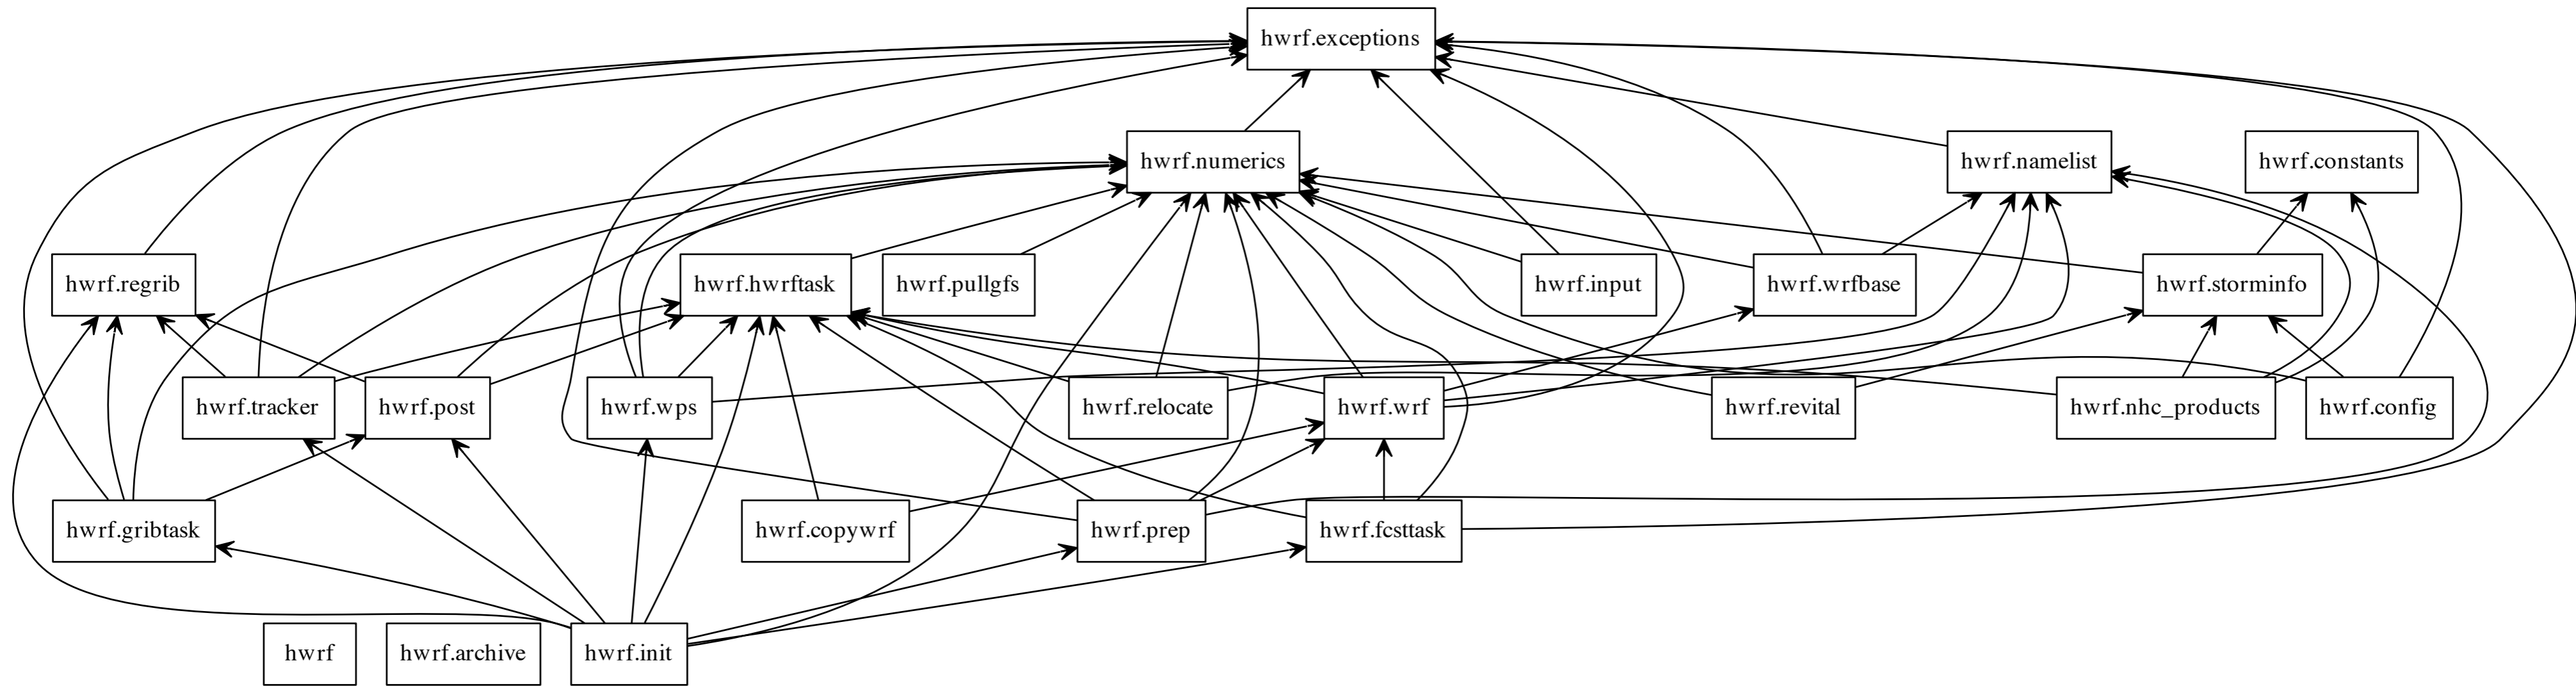 hwrf.exceptions
hwrf.numerics
hwrf.namelist
hwrf.constants
hwrf.regrib
hwrf.hwrftask
hwrf.pullgfs
hwrf.input
hwrf.wrfbase
hwrf.storminfo
hwrf.tracker
hwrf.post
hwrf.wps
hwrf.relocate
hwrf.wrf
hwrf.revital
hwrf.nhc_products
hwrf.config
hwrf.gribtask
hwrf.copywrf
hwrf.prep
hwrf.fcsttask
hwrf
hwrf.archive
hwrf.init